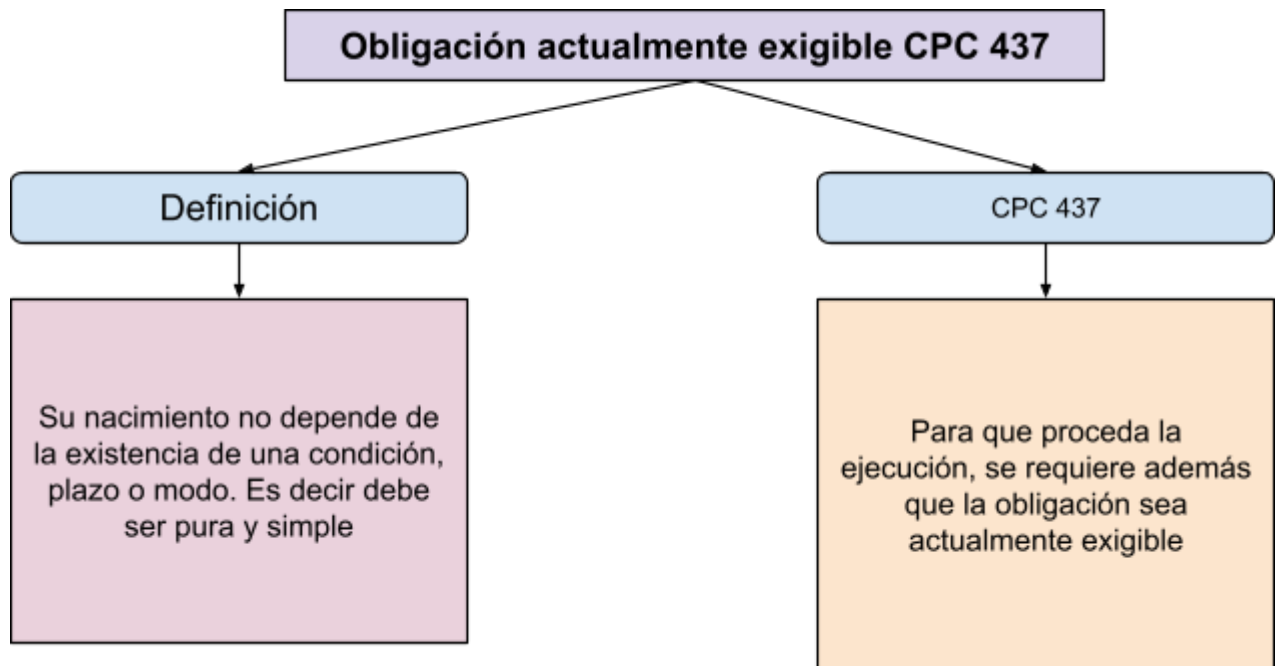 Obligación actualmente exigible CPC 437
Definición
CPC 437
Su nacimiento no depende de
la existencia de una condición,
plazo o modo. Es decir debe
ser pura y simple
Para que proceda la
ejecución, se requiere además
que la obligación sea
actualmente exigible